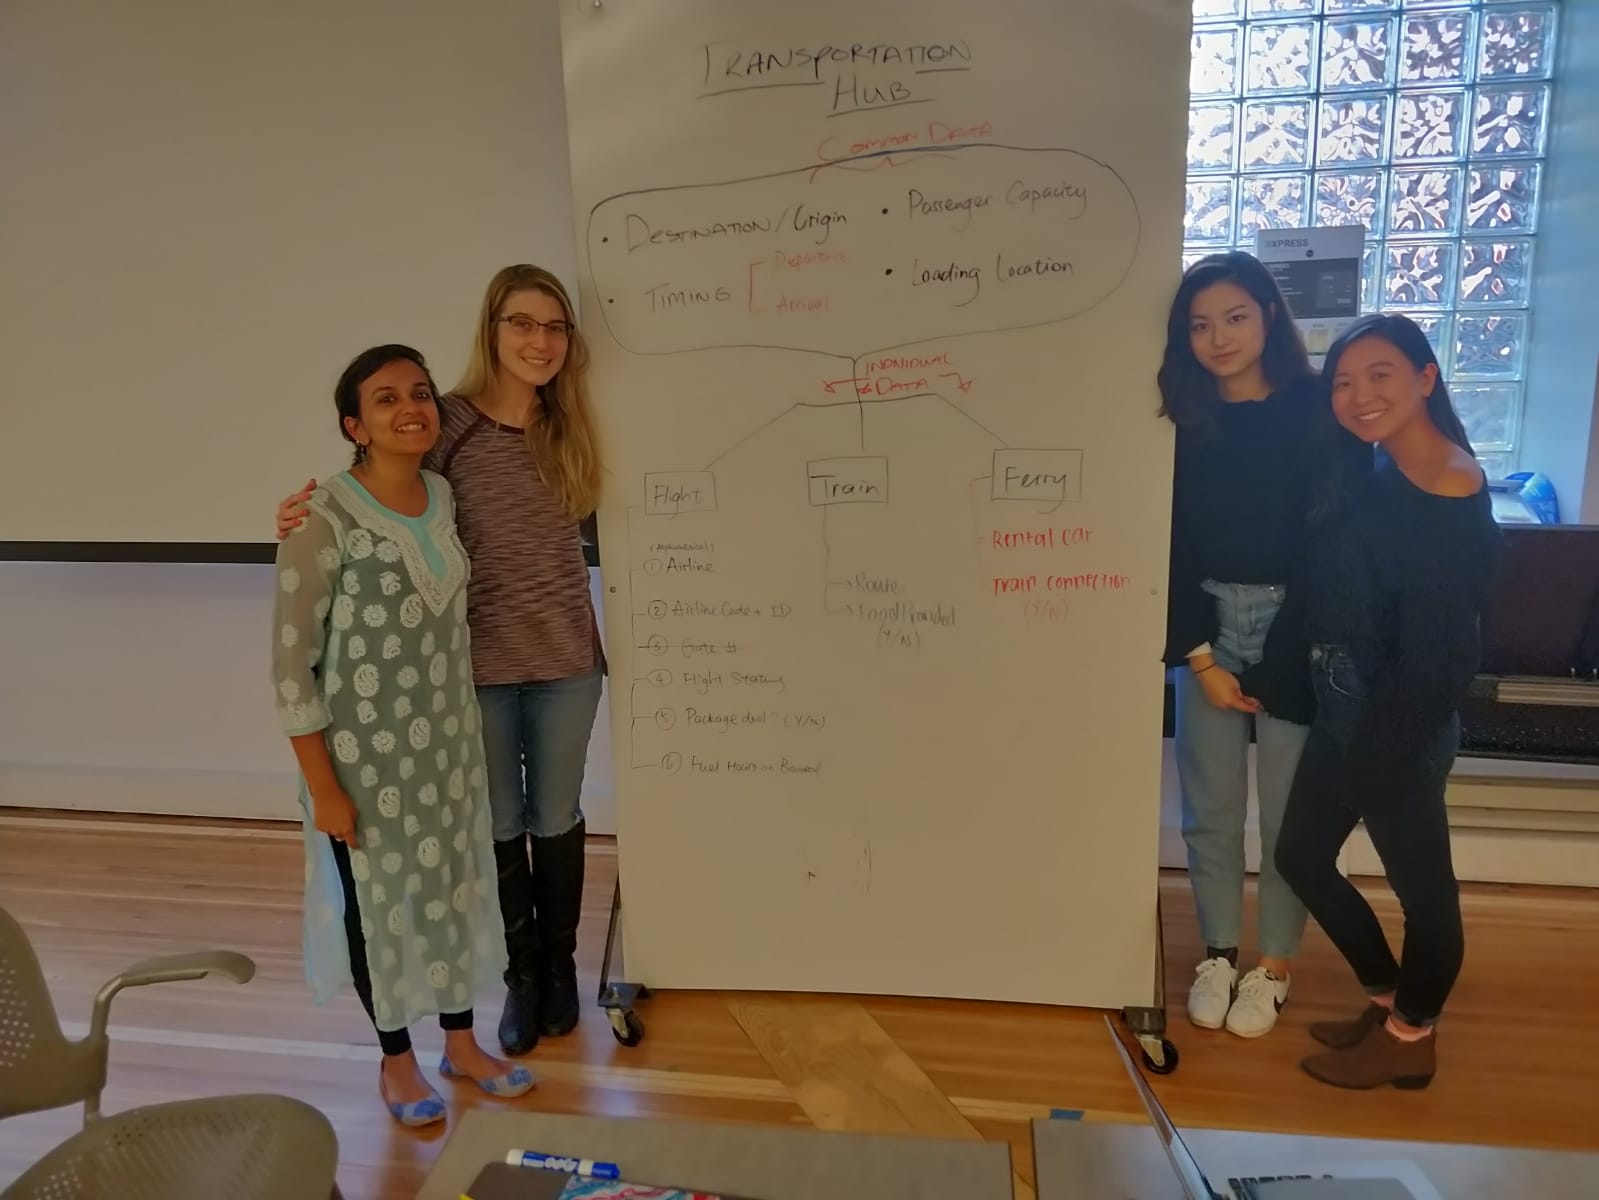 TRANSPORTATION
HUB
COMMON DATA
• DESTINATION/Origin
• TIMING
Departure
Arrival
• Passenger Capacity
• Loading Location
INDIVIDUAL
DATA
Flight
(Alphabetical)
① Airline
② Airline Code + ID
③ Gate #
④ Flight Status
⑤ Package deal? (Y/N)
⑥ Fuel Hours on Board
Train
→ Route
→ Food Provided
(Y/N)
Ferry
Rental car
Train connection
(Y/N)
EXPRESS